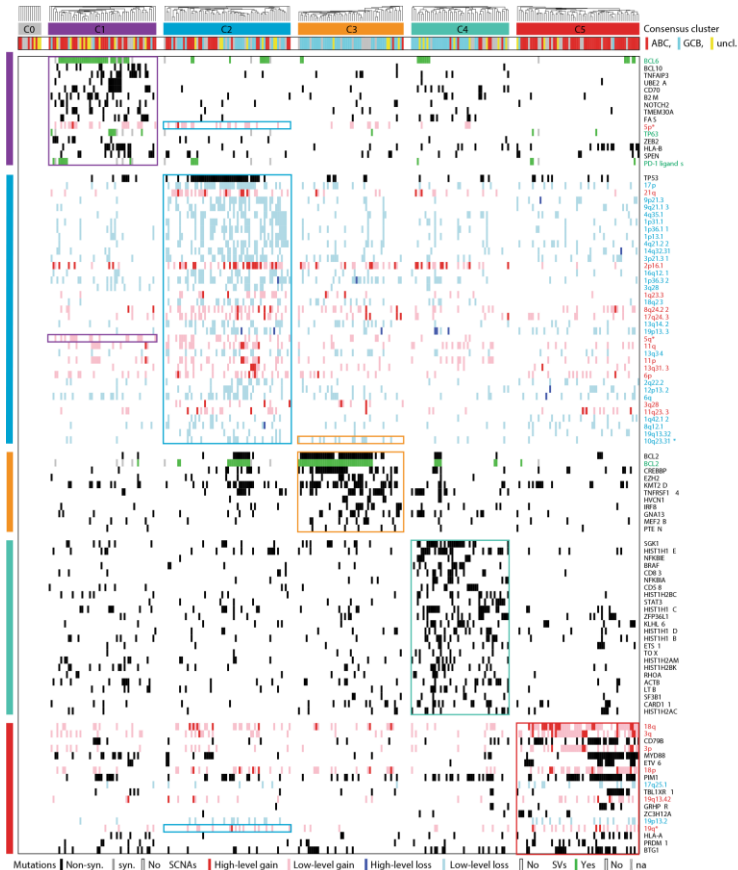 C0 C1 C2 C3 C4 C5 Consensus cluster
ABC, GCB, uncl.
BCL6
BCL10
TNFAIP3
UBE2 A
CD70
B2 M
NOTCH2
TMEM30A
FA S
5p*
TP63
ZEB2
HLA-B
SPEN
PD-1 ligand s
TP53
17p
21q
9p21.3
9q21.1 3
4q35.1
1p31.1
1p36.1 1
1p13.1
4q21.2 2
14q32.31
3p21.3 1
2p16.1
16q12. 1
1p36.3 2
3q28
1q23.3
18q23
8q24.2 2
17q24. 3
13q14. 2
19p13. 3
5q*
11q
13q34
11p
13q31. 3
6p
2q22.2
12p13. 2
6q
3q28
11q23. 3
1q42.1 2
8q12.1
19q13.32
10q23.31 *
BCL2
BCL2
CREBBP
EZH2
KMT2 D
TNFRSF1 4
HVCN1
IRF8
GNA13
MEF2 B
PTE N
SGK1
HIST1H1 E
NFKBIE
BRAF
CD8 3
NFKBIA
CD5 8
HIST1H2BC
STAT3
HIST1H1 C
ZFP36L1
KLHL 6
HIST1H1 D
HIST1H1 B
ETS 1
TO X
HIST1H2AM
HIST1H2BK
RHOA
ACTB
LT B
SF3B1
CARD1 1
HIST1H2AC
18q
3q
CD79B
3p
MYD88
ETV 6
18p
PIM1
17q25.1
TBL1XR 1
19q13.42
GRHP R
ZC3H12A
19p13.2
19q*
HLA-A
PRDM 1
BTG1
Mutations Non-syn. syn. No SCNAs High-level gain Low-level gain High-level loss Low-level loss No SVs Yes No na